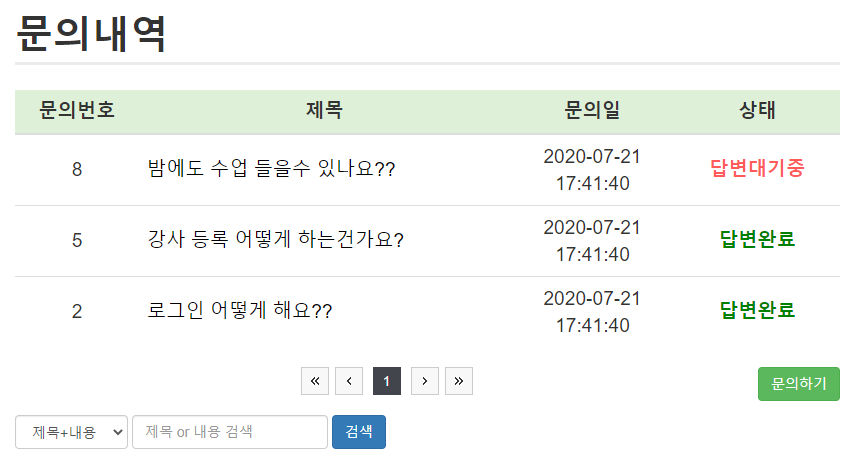 문의내역
문의번호 제목 문의일 상태
8 밤에도 수업 들을수 있나요?? 2020-07-21 17:41:40 답변대기중
5 강사 등록 어떻게 하는건가요? 2020-07-21 17:41:40 답변완료
2 로그인 어떻게 해요?? 2020-07-21 17:41:40 답변완료
« ‹ 1 › » 문의하기
제목+내용 제목 or 내용 검색 검색